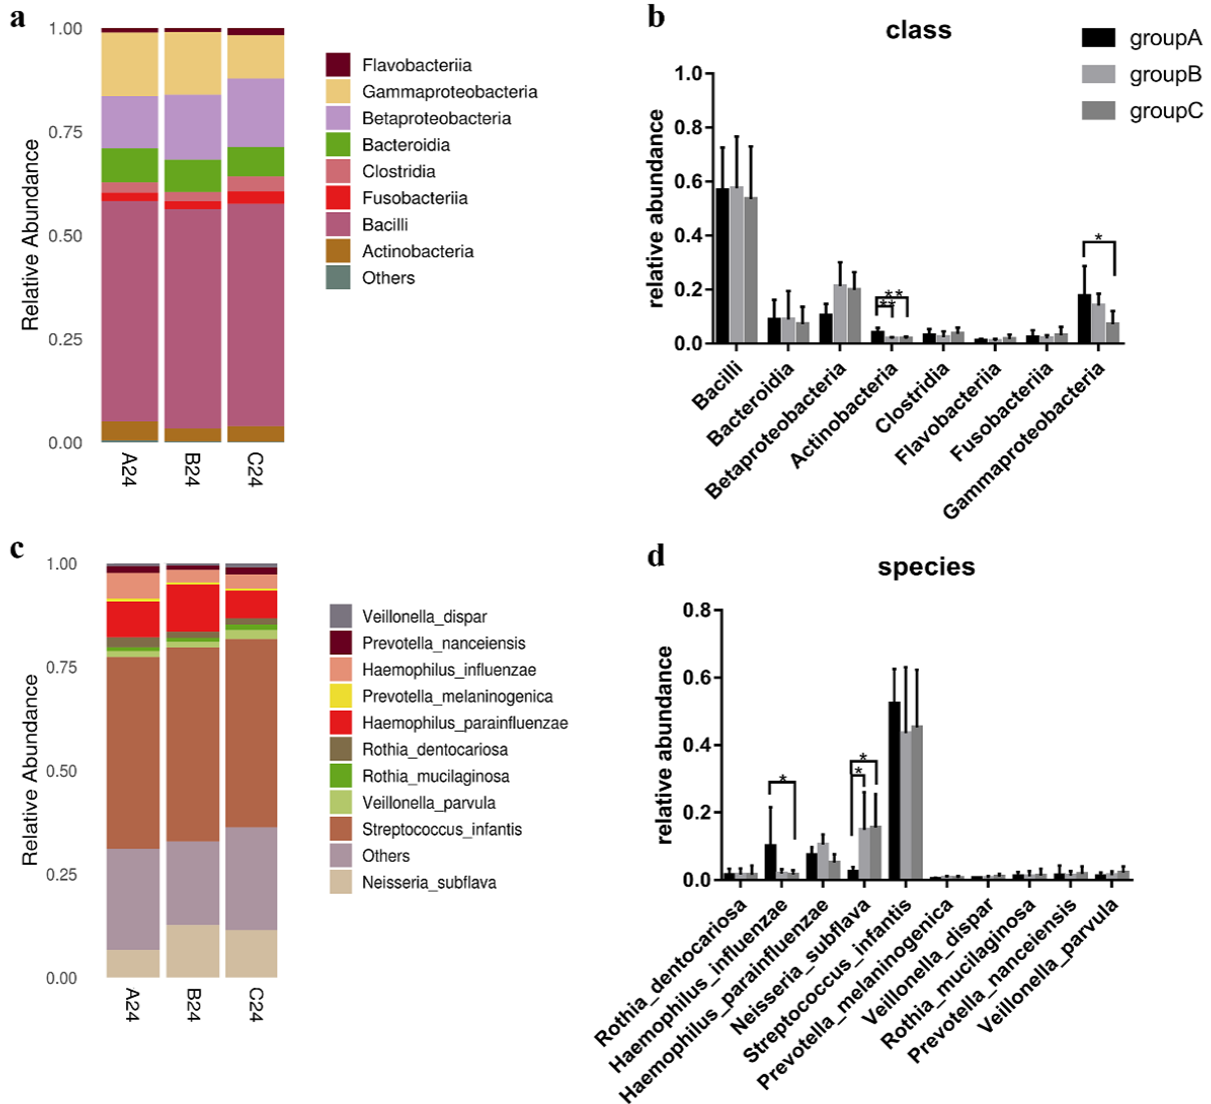 a
1.00
0.75
0.50
0.25
0.00
Relative Abundance
A24
B24
C24
Flavobacteriia
Gammaproteobacteria
Betaproteobacteria
Bacteroidia
Clostridia
Fusobacteriia
Bacilli
Actinobacteria
Others
b
class
groupA
groupB
groupC
1.0
0.8
0.6
0.4
0.2
0.0
relative abundance
**
**
*
Bacilli
Bacteroidia
Betaproteobacteria
Actinobacteria
Clostridia
Flavobacteriia
Fusobacteriia
Gammaproteobacteria
c
1.00
0.75
0.50
0.25
0.00
Relative Abundance
A24
B24
C24
Veillonella_dispar
Prevotella_nanceiensis
Haemophilus_influenzae
Prevotella_melaninogenica
Haemophilus_parainfluenzae
Rothia_dentocariosa
Rothia_mucilaginosa
Veillonella_parvula
Streptococcus_infantis
Others
Neisseria_subflava
d
species
0.8
0.6
0.4
0.2
0.0
relative abundance
*
*
*
Rothia_dentocariosa
Haemophilus_influenzae
Haemophilus_parainfluenzae
Neisseria_subflava
Streptococcus_infantis
Prevotella_melaninogenica
Veillonella_dispar
Rothia_mucilaginosa
Prevotella_nanceiensis
Veillonella_parvula